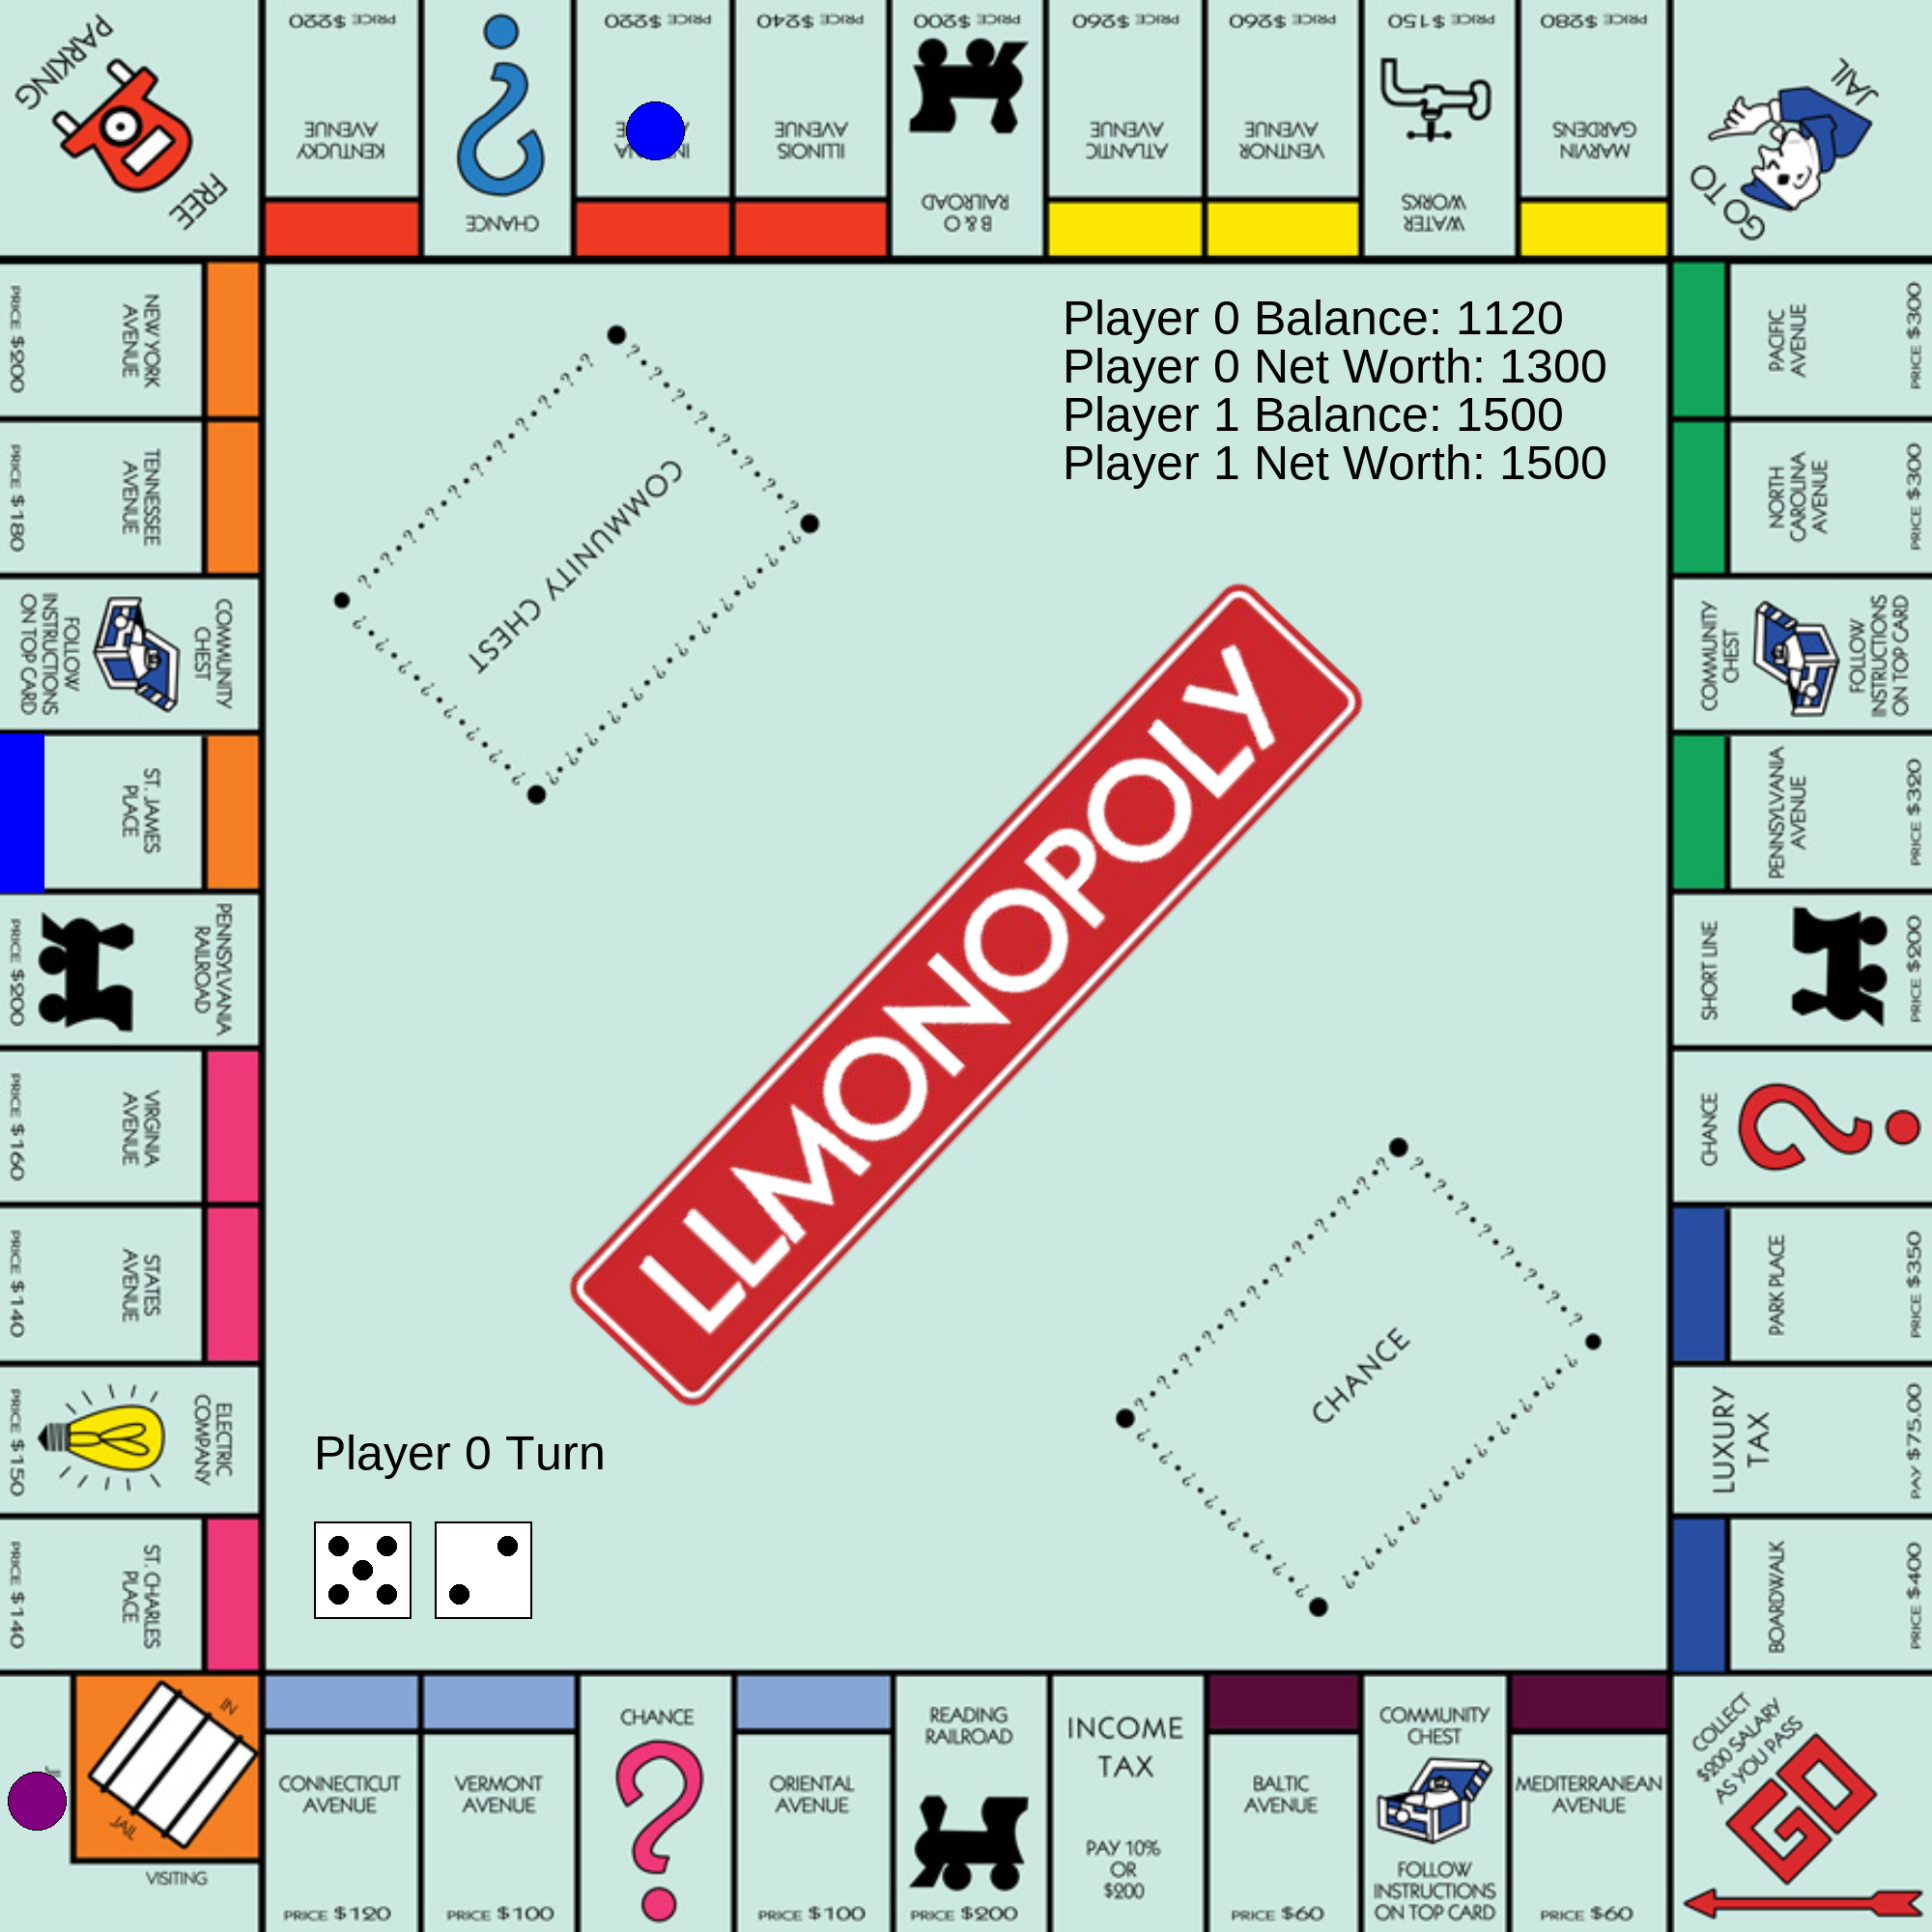 FREE
PARKING
PRICE $220
KENTUCKY
AVENUE
CHANCE
PRICE $220
PRICE $240
ILLINOIS
AVENUE
PRICE $200
B & O
RAILROAD
PRICE $260
ATLANTIC
AVENUE
PRICE $260
VENTNOR
AVENUE
PRICE $150
WATER
WORKS
PRICE $280
MARVIN
GARDENS
GO TO
JAIL
NEW YORK
AVENUE
PRICE $200
TENNESSEE
AVENUE
PRICE $180
COMMUNITY
CHEST
FOLLOW
INSTRUCTIONS
ON TOP CARD
ST. JAMES
PLACE
PENNSYLVANIA
RAILROAD
PRICE $200
VIRGINIA
AVENUE
PRICE $160
STATES
AVENUE
PRICE $140
ELECTRIC
COMPANY
PRICE $150
ST. CHARLES
PLACE
PRICE $140
Player 0 Balance: 1120
Player 0 Net Worth: 1300
Player 1 Balance: 1500
Player 1 Net Worth: 1500
COMMUNITY CHEST
LLMONOPOLY
CHANCE
Player 0 Turn
PACIFIC
AVENUE
PRICE $300
NORTH
CAROLINA
AVENUE
PRICE $300
COMMUNITY
CHEST
FOLLOW
INSTRUCTIONS
ON TOP CARD
PENNSYLVANIA
AVENUE
PRICE $320
SHORT LINE
PRICE $200
CHANCE
PARK PLACE
PRICE $350
LUXURY
TAX
PAY $75.00
BOARDWALK
PRICE $400
IN
JAIL
VISITING
CONNECTICUT
AVENUE
PRICE $120
VERMONT
AVENUE
PRICE $100
CHANCE
ORIENTAL
AVENUE
PRICE $100
READING
RAILROAD
PRICE $200
INCOME
TAX
PAY 10%
OR
$200
BALTIC
AVENUE
PRICE $60
COMMUNITY
CHEST
FOLLOW
INSTRUCTIONS
ON TOP CARD
MEDITERRANEAN
AVENUE
PRICE $60
COLLECT
$200 SALARY
AS YOU PASS
GO